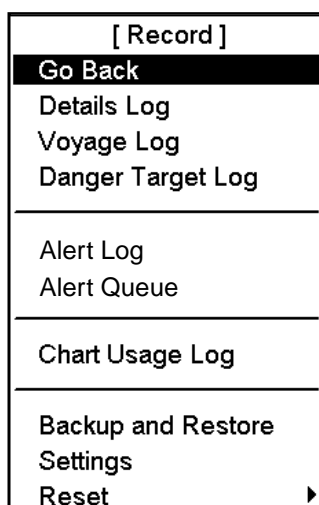 [ Record ]
Go Back
Details Log
Voyage Log
Danger Target Log
Alert Log
Alert Queue
Chart Usage Log
Backup and Restore
Settings
Reset